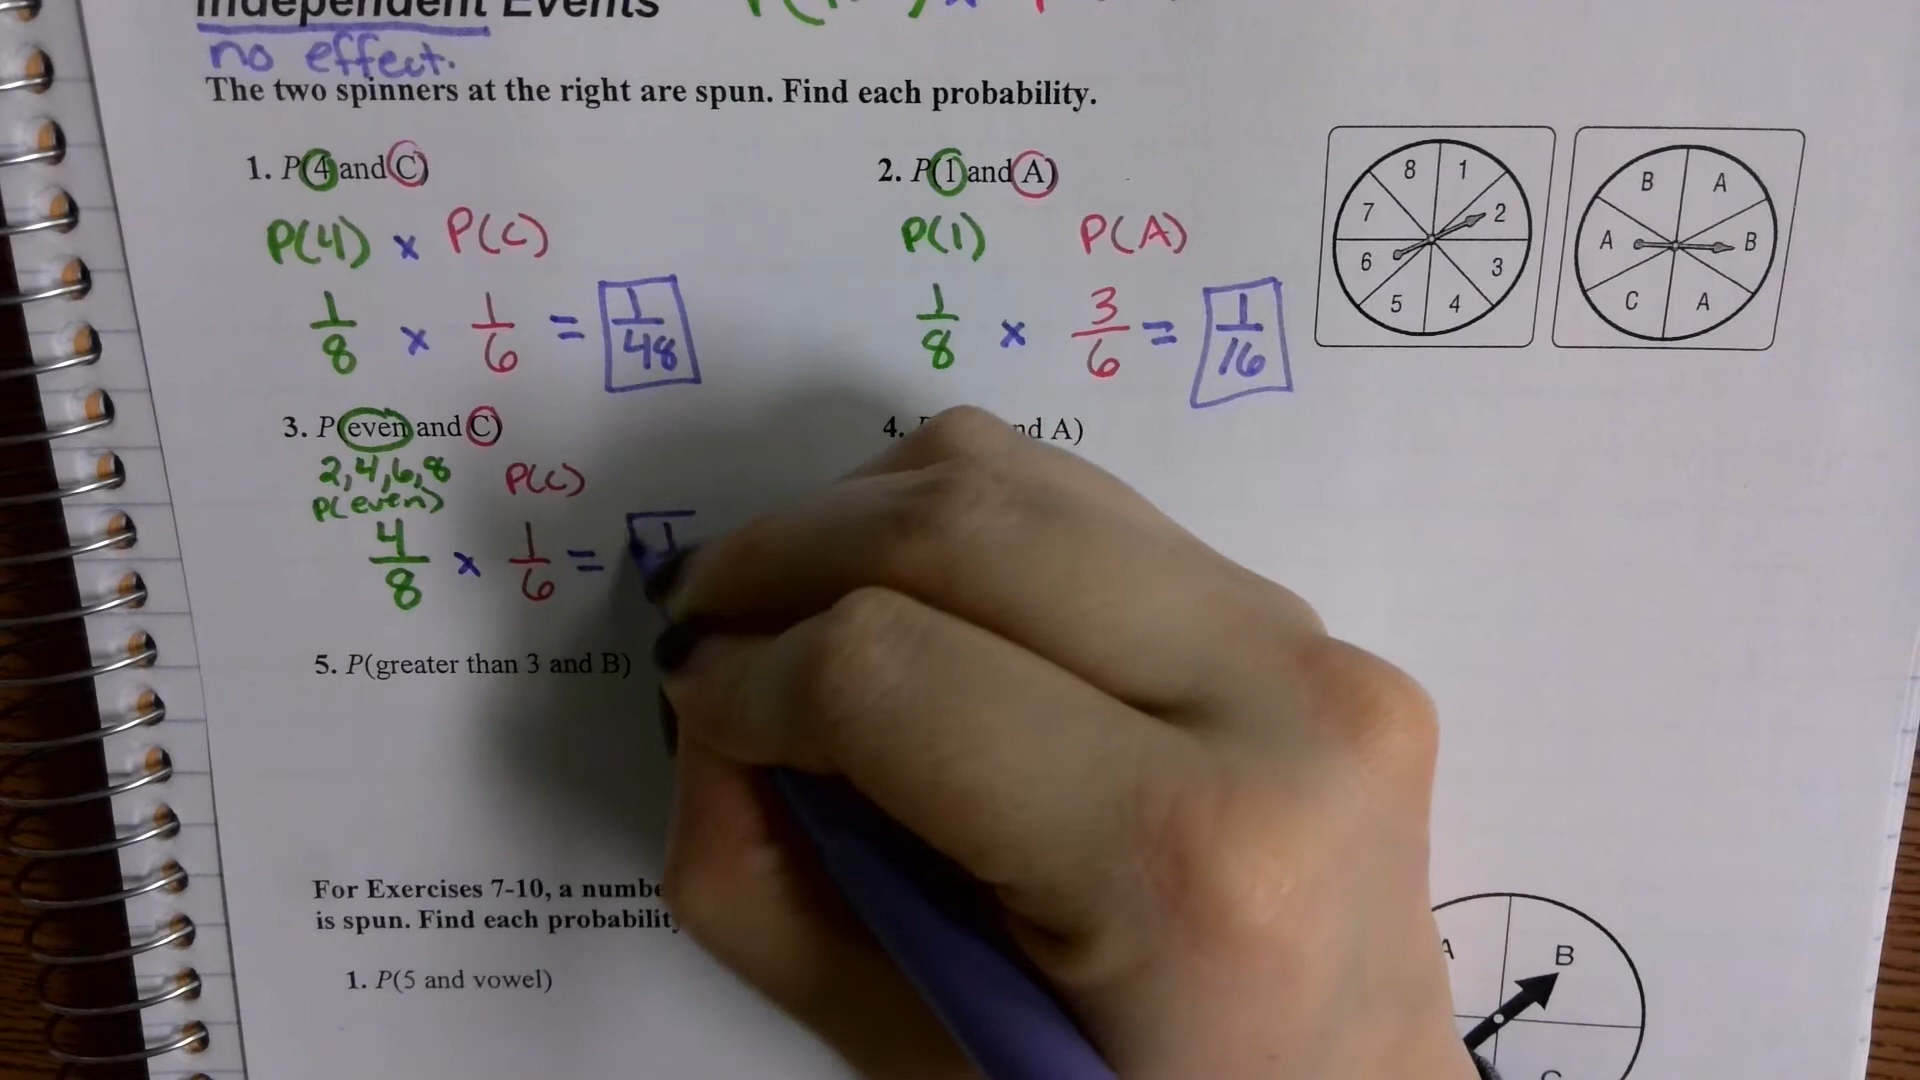 Independent Events
no effect.
The two spinners at the right are spun. Find each probability.
1. P(4 and C)
P(4) x P(C)
1/8 x 1/6 = 1/48
2. P(1 and A)
P(1) P(A)
1/8 x 3/6 = 1/16
8 1
7 2
6 3
5 4
B A
A B
C A
3. P(even and C)
2,4,6,8 P(C)
P(even)
4/8 x 1/6 = 1
4. nd A)
5. P(greater than 3 and B)
For Exercises 7-10, a numbe
is spun. Find each probability
1. P(5 and vowel)
A B
C